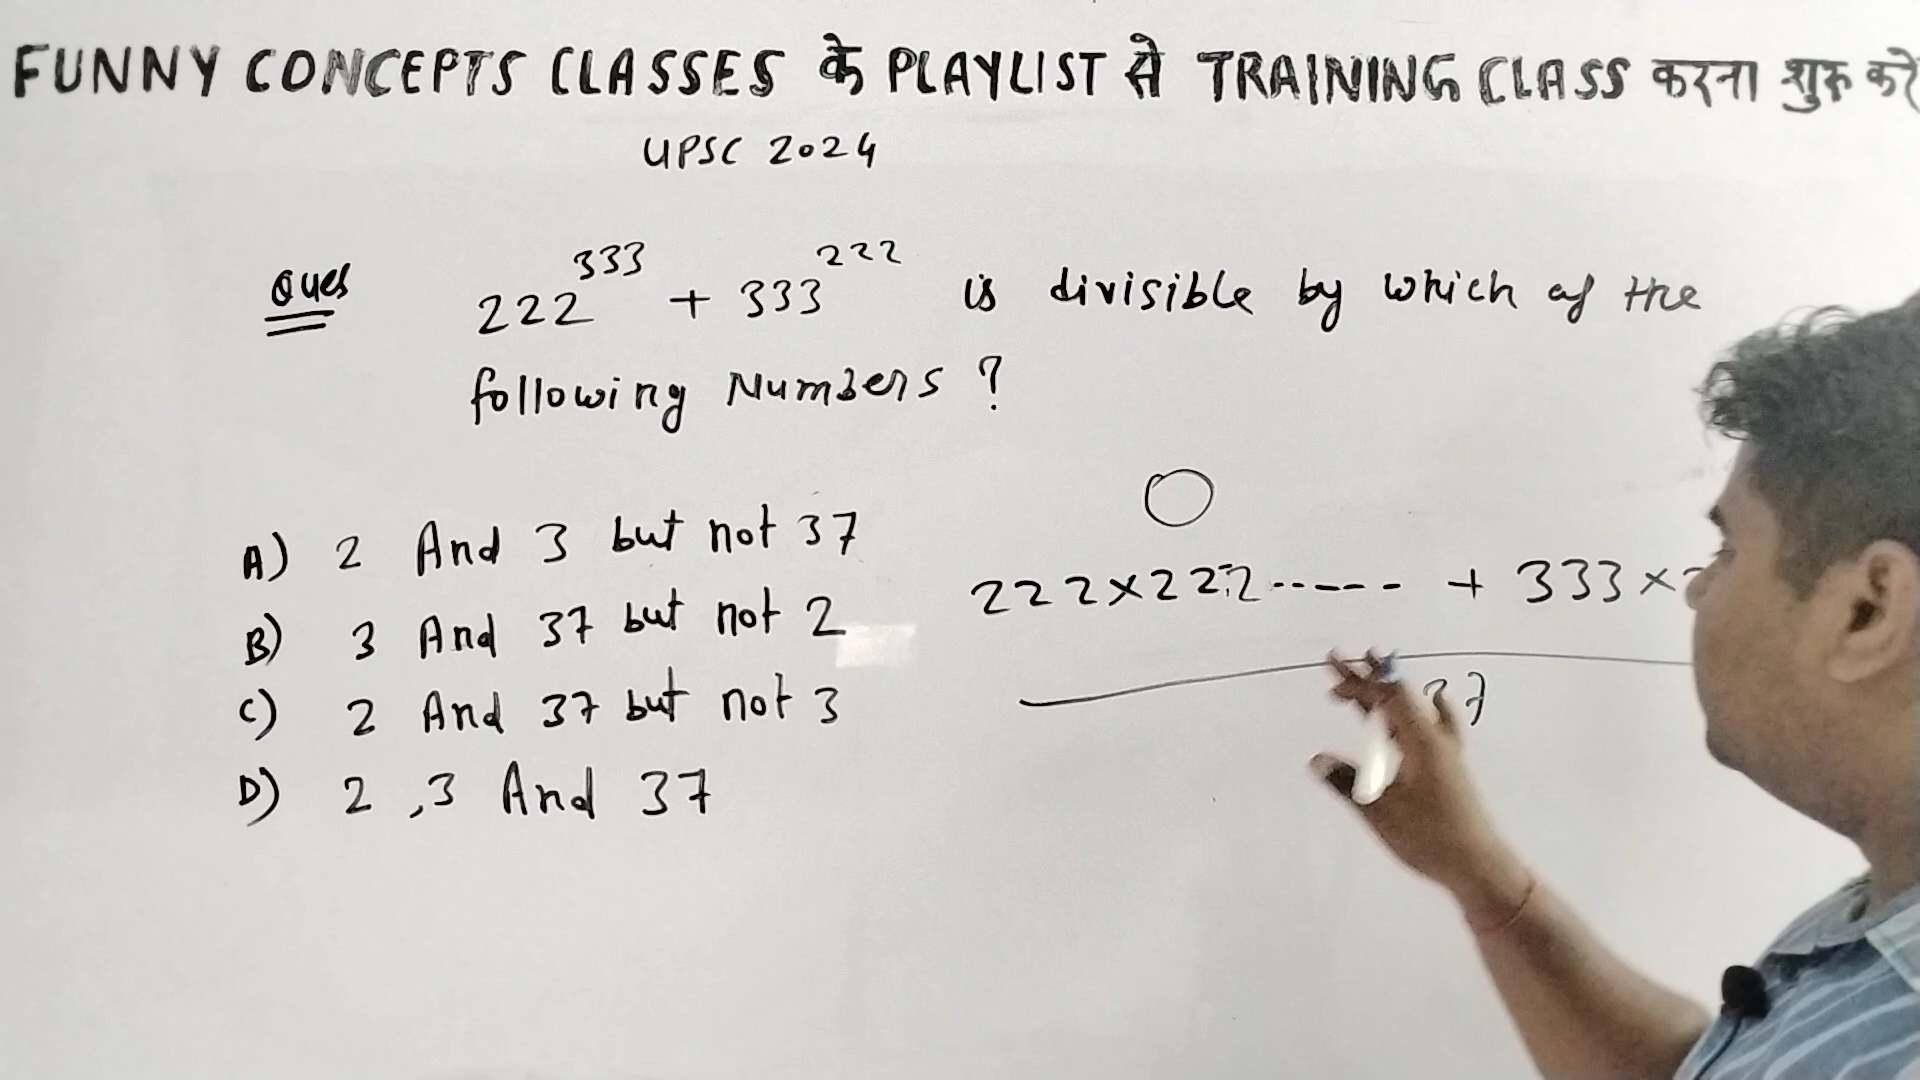 FUNNY CONCEPTS CLASSES के PLAYLIST से TRAINING CLASS करना शुरू करें
UPSC 2024
Ques 222^333 + 333^222 is divisible by which of the
following Numbers ?
A) 2 And 3 but not 37
B) 3 And 37 but not 2
C) 2 And 37 but not 3
D) 2 ,3 And 37
222×222----- + 333×
37